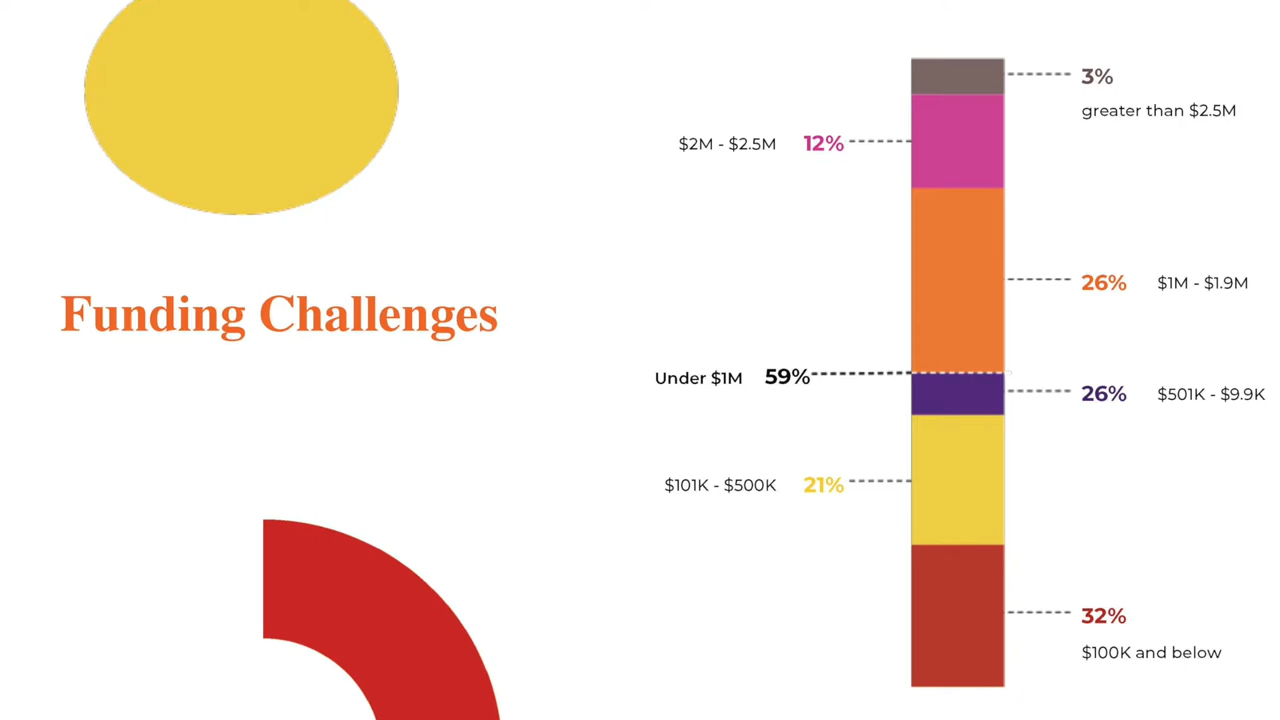 Funding Challenges
3%
greater than $2.5M
$2M - $2.5M 12%
26% $1M - $1.9M
Under $1M 59%
26% $501K - $9.9K
$101K - $500K 21%
32%
$100K and below